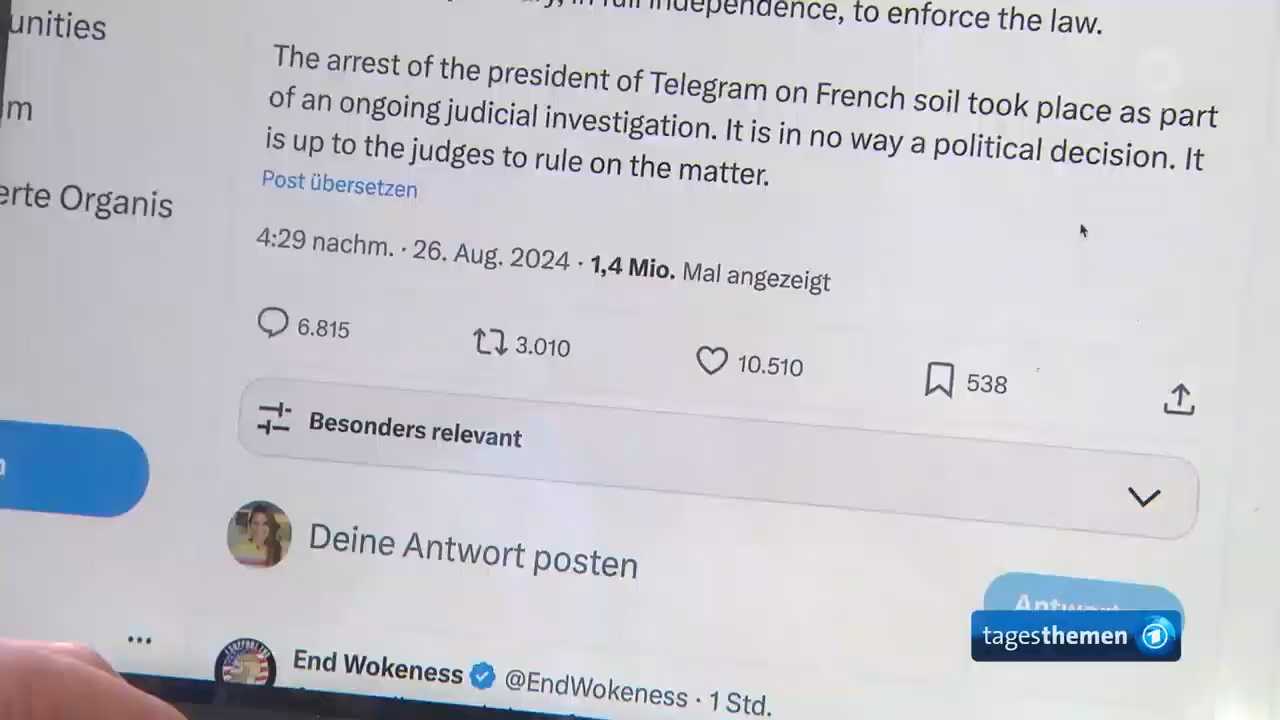 independence, to enforce the law.
unities
The arrest of the president of Telegram on French soil took place as part
of an ongoing judicial investigation. It is in no way a political decision. It
is up to the judges to rule on the matter.
m
Post übersetzen
erte Organis
4:29 nachm. · 26. Aug. 2024 · 1,4 Mio. Mal angezeigt
6.815 3.010 10.510 538
Besonders relevant
Deine Antwort posten
tagesthemen
End Wokeness @EndWokeness · 1 Std.